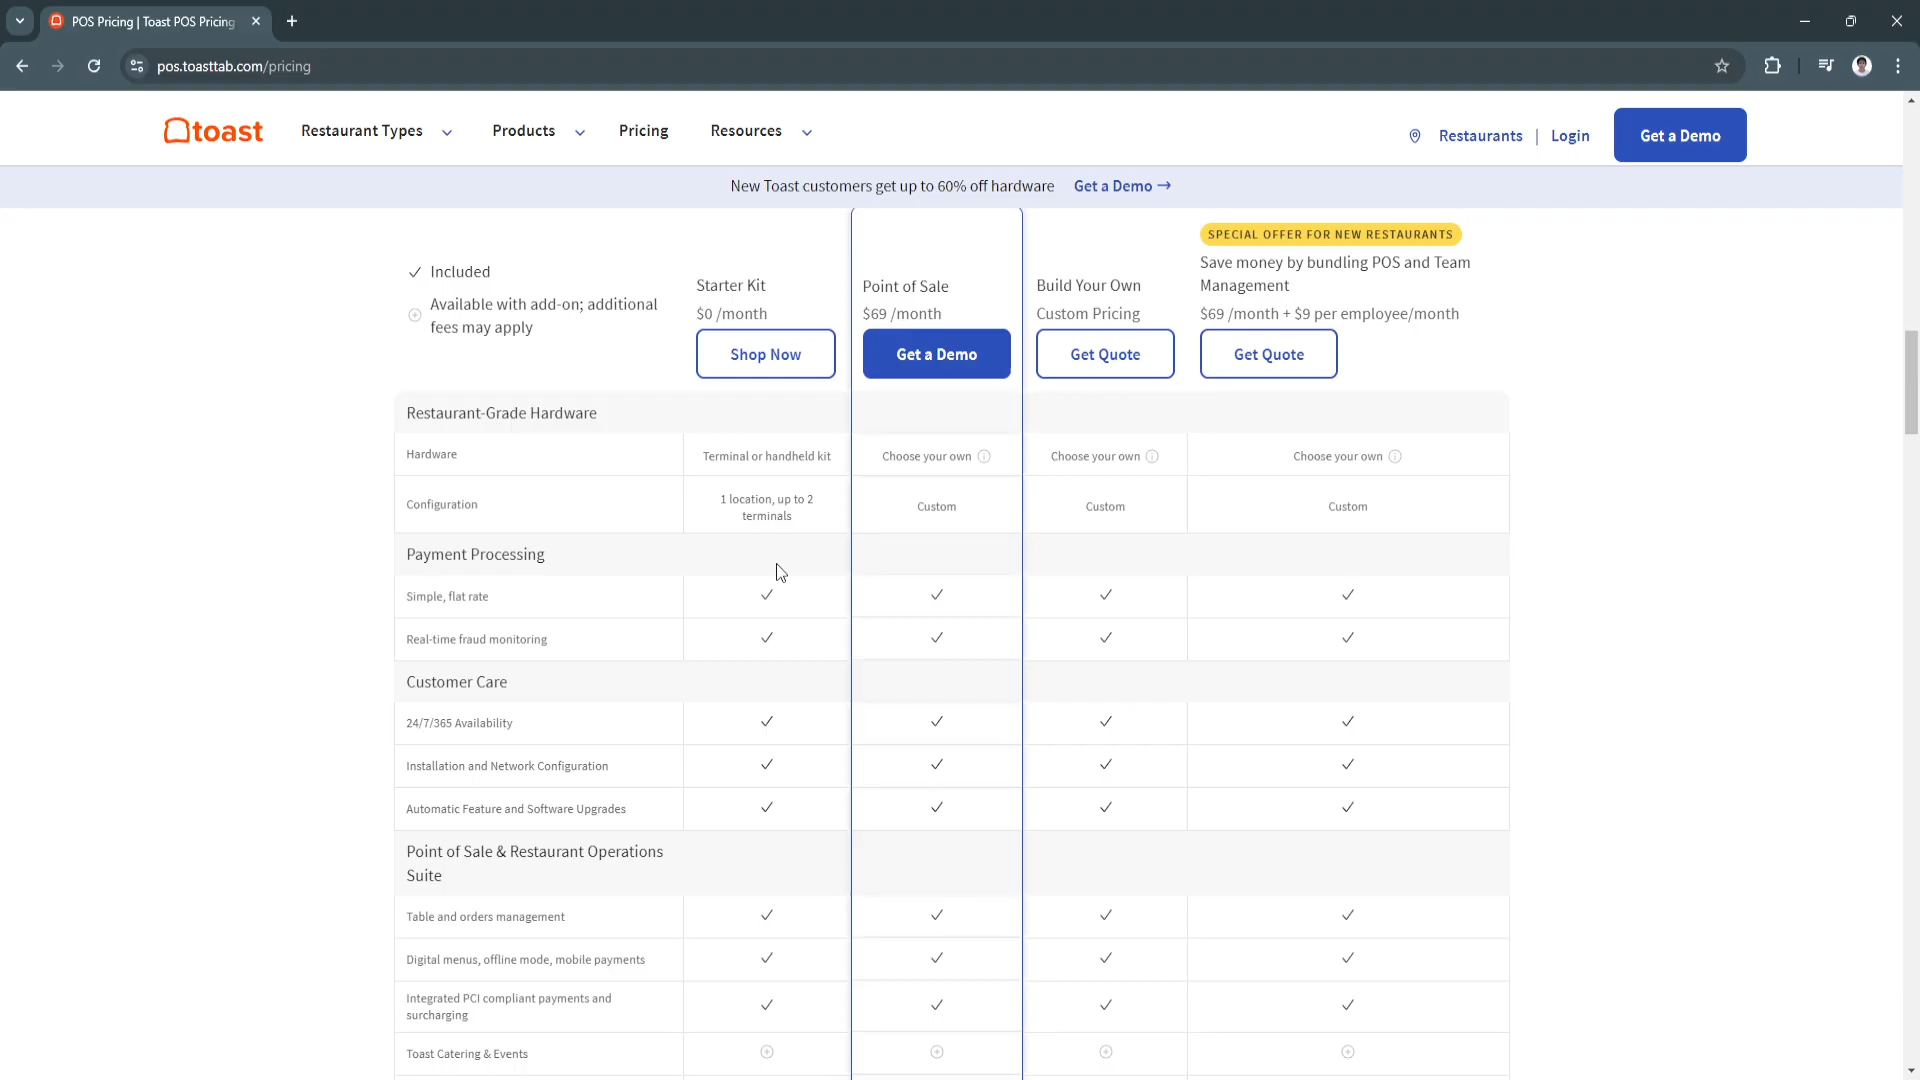 POS Pricing | Toast POS Pricing
pos.toasttab.com/pricing
toast
Restaurant Types
Products
Pricing
Resources
Restaurants | Login
Get a Demo
New Toast customers get up to 60% off hardware Get a Demo →
SPECIAL OFFER FOR NEW RESTAURANTS
✓ Included
Available with add-on; additional
fees may apply
Starter Kit
$0 /month
Shop Now
Point of Sale
$69 /month
Get a Demo
Build Your Own
Custom Pricing
Get Quote
Save money by bundling POS and Team
Management
$69 /month + $9 per employee/month
Get Quote
Restaurant-Grade Hardware
Hardware
Terminal or handheld kit
Choose your own
Choose your own
Choose your own
Configuration
1 location, up to 2
terminals
Custom
Custom
Custom
Payment Processing
Simple, flat rate
Real-time fraud monitoring
Customer Care
24/7/365 Availability
Installation and Network Configuration
Automatic Feature and Software Upgrades
Point of Sale & Restaurant Operations
Suite
Table and orders management
Digital menus, offline mode, mobile payments
Integrated PCI compliant payments and
surcharging
Toast Catering & Events